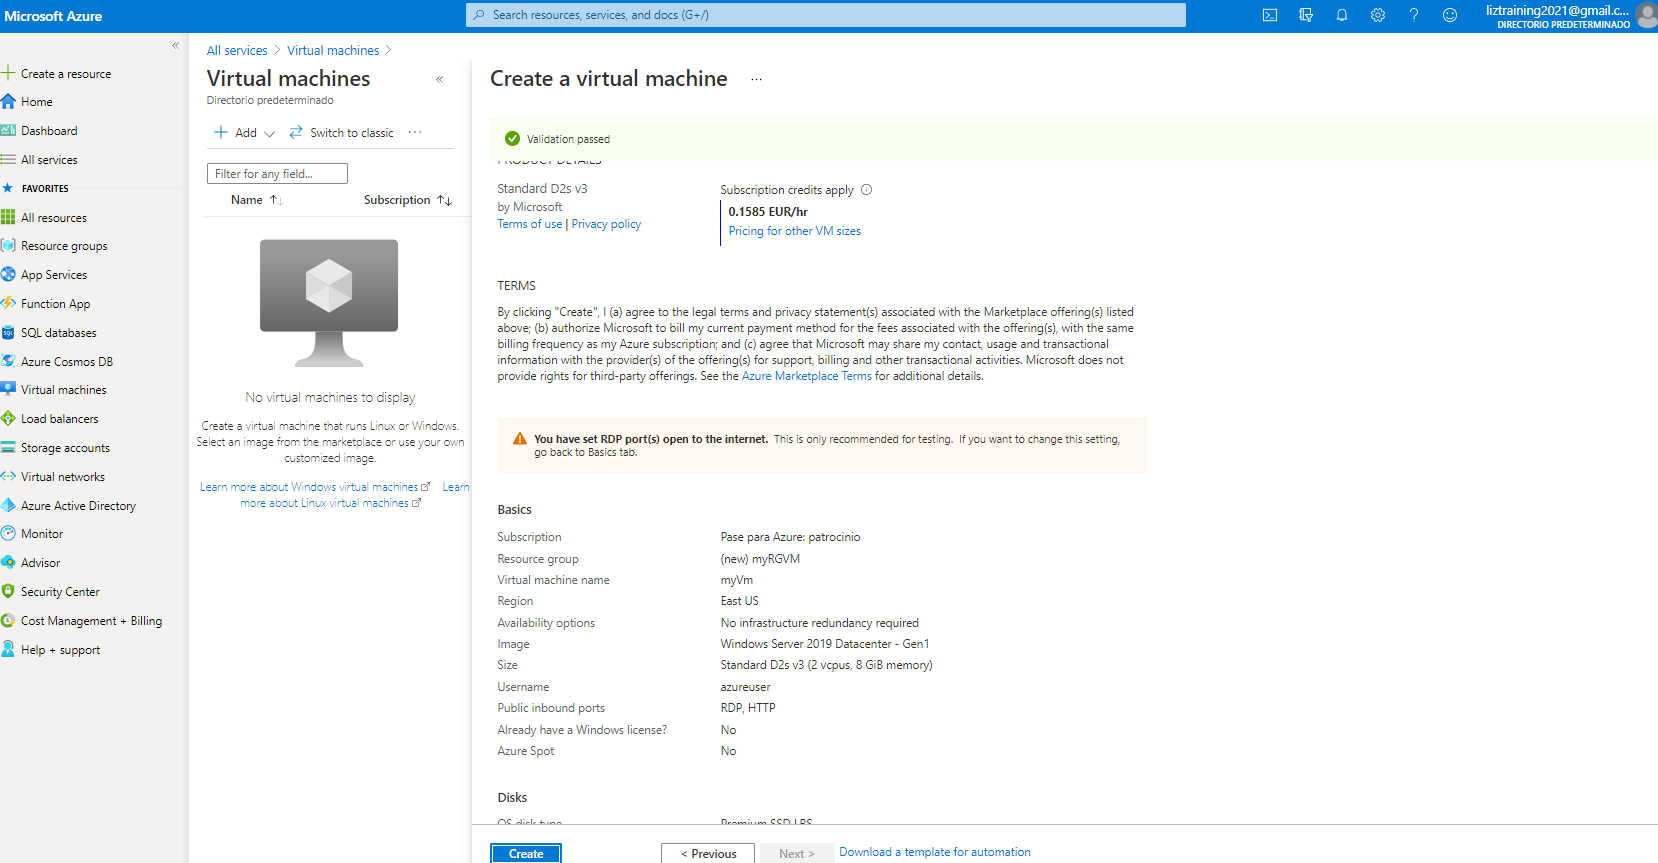 Microsoft Azure
Search resources, services, and docs (G+/)
liztraining2021@gmail.c...
DIRECTORIO PREDETERMINADO
«
Create a resource
Home
Dashboard
All services
FAVORITES
All resources
Resource groups
App Services
Function App
SQL databases
Azure Cosmos DB
Virtual machines
Load balancers
Storage accounts
Virtual networks
Azure Active Directory
Monitor
Advisor
Security Center
Cost Management + Billing
Help + support
All services > Virtual machines >
Virtual machines «
Directorio predeterminado
Add Switch to classic ...
Filter for any field...
Name ↑↓ Subscription ↑↓
No virtual machines to display
Create a virtual machine that runs Linux or Windows.
Select an image from the marketplace or use your own
customized image.
Learn more about Windows virtual machines Learn
more about Linux virtual machines
Create a virtual machine ...
Validation passed
PRODUCT DETAILS
Standard D2s v3
by Microsoft
Terms of use | Privacy policy
Subscription credits apply
0.1585 EUR/hr
Pricing for other VM sizes
TERMS
By clicking "Create", I (a) agree to the legal terms and privacy statement(s) associated with the Marketplace offering(s) listed
above; (b) authorize Microsoft to bill my current payment method for the fees associated with the offering(s), with the same
billing frequency as my Azure subscription; and (c) agree that Microsoft may share my contact, usage and transactional
information with the provider(s) of the offering(s) for support, billing and other transactional activities. Microsoft does not
provide rights for third-party offerings. See the Azure Marketplace Terms for additional details.
You have set RDP port(s) open to the internet. This is only recommended for testing. If you want to change this setting,
go back to Basics tab.
Basics
Subscription Pase para Azure: patrocinio
Resource group (new) myRGVM
Virtual machine name myVm
Region East US
Availability options No infrastructure redundancy required
Image Windows Server 2019 Datacenter - Gen1
Size Standard D2s v3 (2 vcpus, 8 GiB memory)
Username azureuser
Public inbound ports RDP, HTTP
Already have a Windows license? No
Azure Spot No
Disks
OS disk type Premium SSD LRS
Create < Previous Next > Download a template for automation